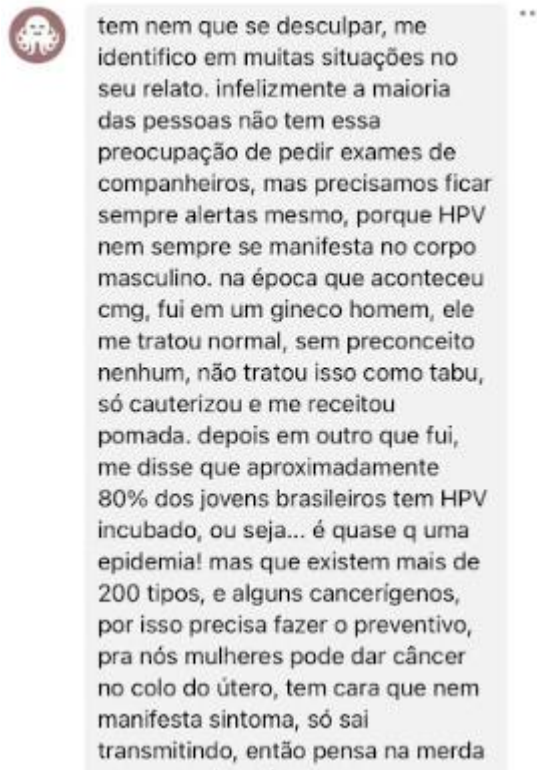 tem nem que se desculpar, me
identifico em muitas situações no
seu relato. infelizmente a maioria
das pessoas não tem essa
preocupação de pedir exames de
companheiros, mas precisamos ficar
sempre alertas mesmo, porque HPV
nem sempre se manifesta no corpo
masculino. na época que aconteceu
cmg, fui em um gineco homem, ele
me tratou normal, sem preconceito
nenhum, não tratou isso como tabu,
só cauterizou e me receitou
pomada. depois em outro que fui,
me disse que aproximadamente
80% dos jovens brasileiros tem HPV
incubado, ou seja... é quase q uma
epidemia! mas que existem mais de
200 tipos, e alguns cancerígenos,
por isso precisa fazer o preventivo,
pra nós mulheres pode dar câncer
no colo do útero, tem cara que nem
manifesta sintoma, só sai
transmitindo, então pensa na merda